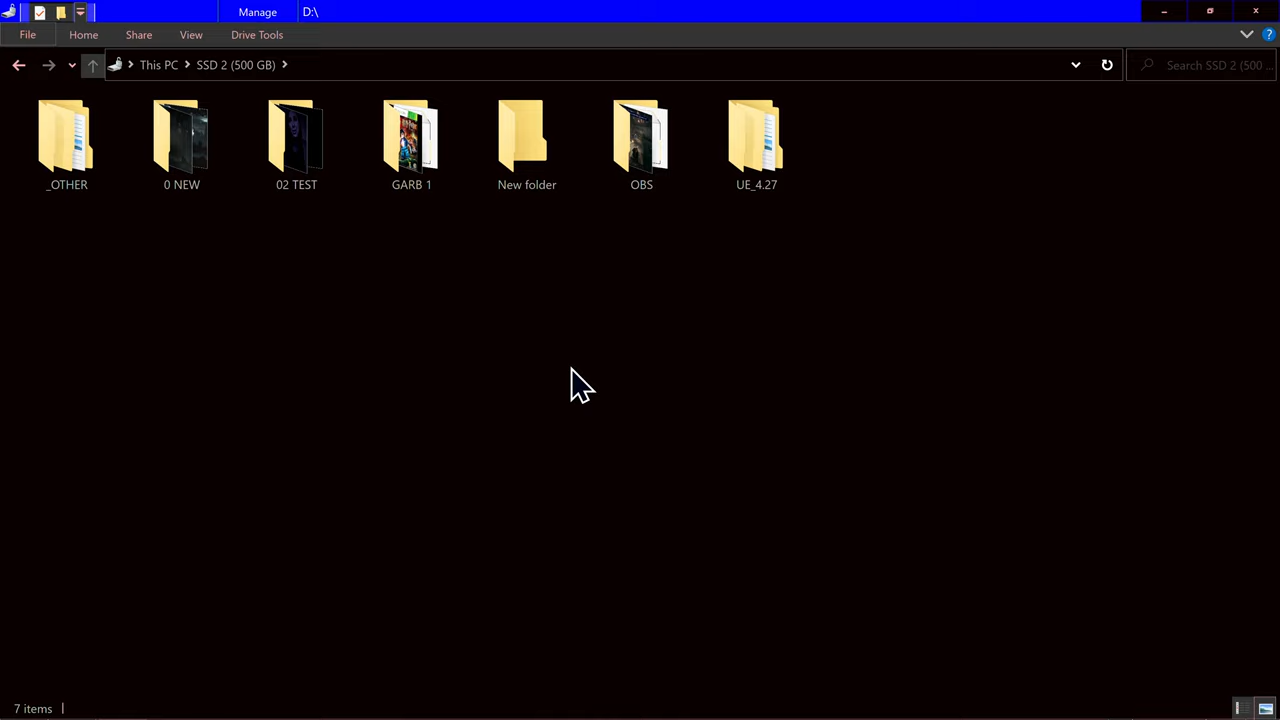 Manage D:\
File Home Share View Drive Tools
This PC SSD 2 (500 GB) Search SSD 2 (500 ...
_OTHER 0 NEW 02 TEST GARB 1 New folder OBS UE_4.27
7 items